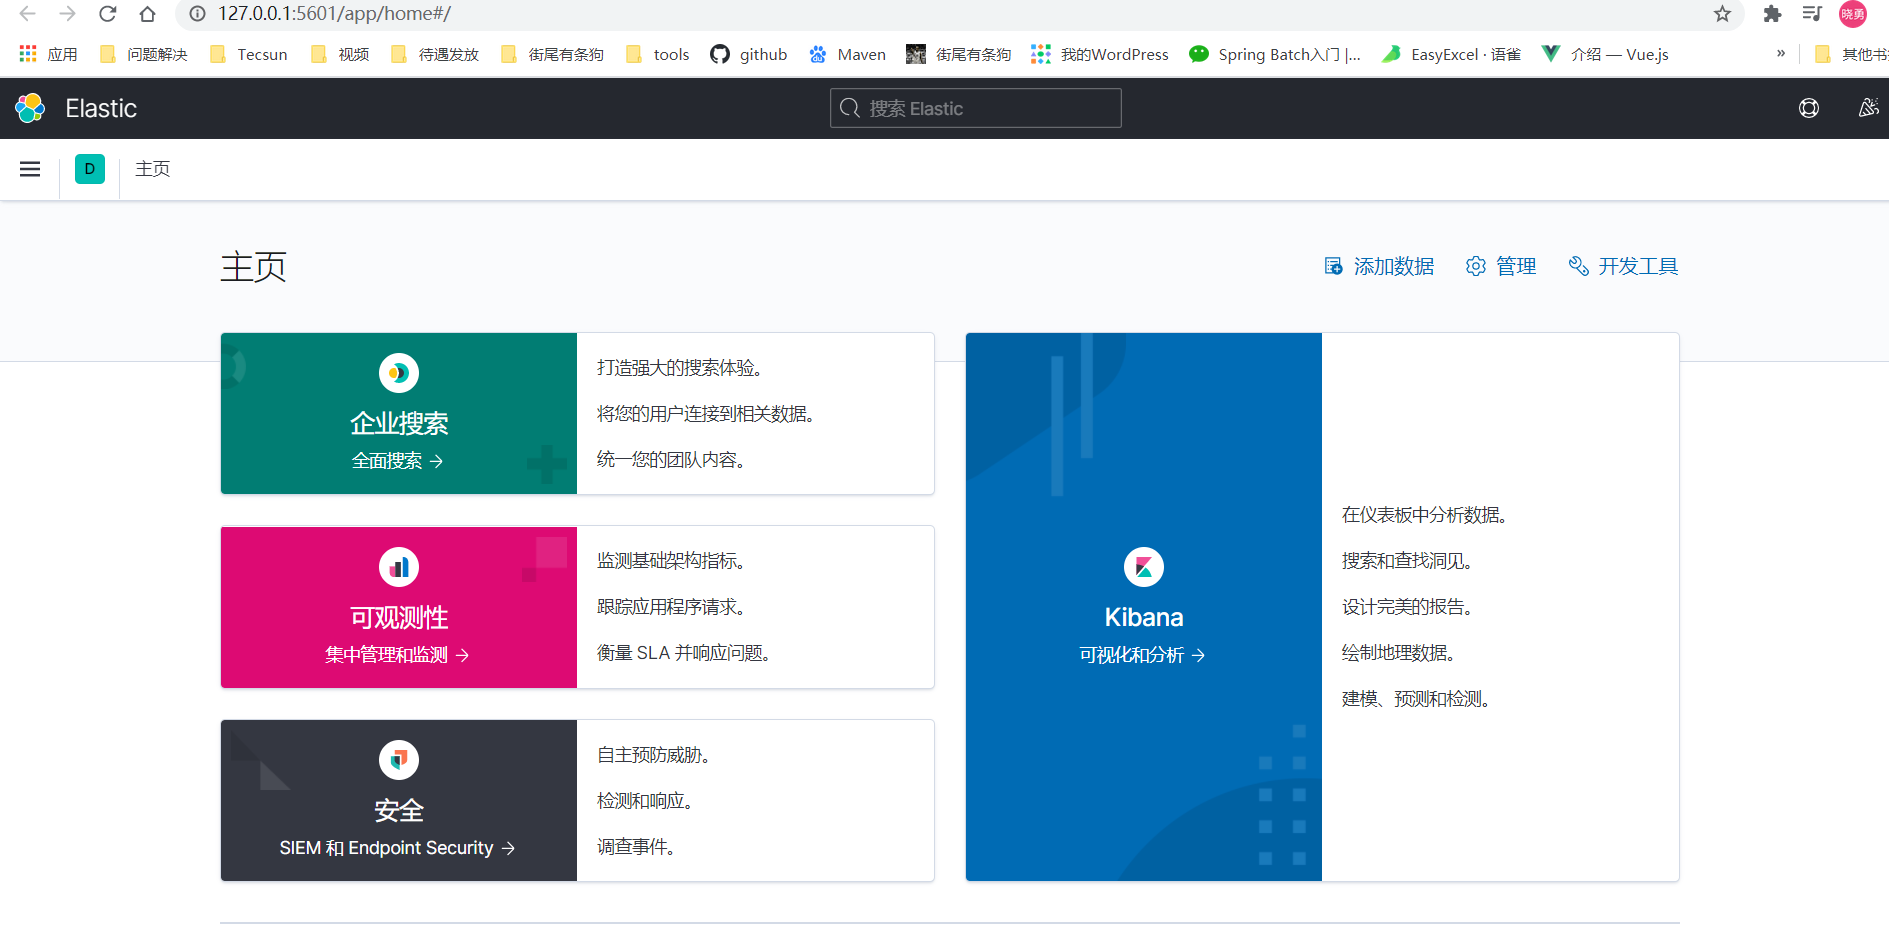 127.0.0.1:5601/app/home#/
晓勇
应用 问题解决 Tecsun 视频 待遇发放 街尾有条狗 tools github Maven 街尾有条狗 我的WordPress Spring Batch入门 |... EasyExcel · 语雀 介绍 — Vue.js » 其他书
Elastic
搜索 Elastic
D 主页
主页
添加数据 管理 开发工具
企业搜索
全面搜索 →
打造强大的搜索体验。
将您的用户连接到相关数据。
统一您的团队内容。
可观测性
集中管理和监测 →
监测基础架构指标。
跟踪应用程序请求。
衡量 SLA 并响应问题。
安全
SIEM 和 Endpoint Security →
自主预防威胁。
检测和响应。
调查事件。
Kibana
可视化和分析 →
在仪表板中分析数据。
搜索和查找洞见。
设计完美的报告。
绘制地理数据。
建模、预测和检测。